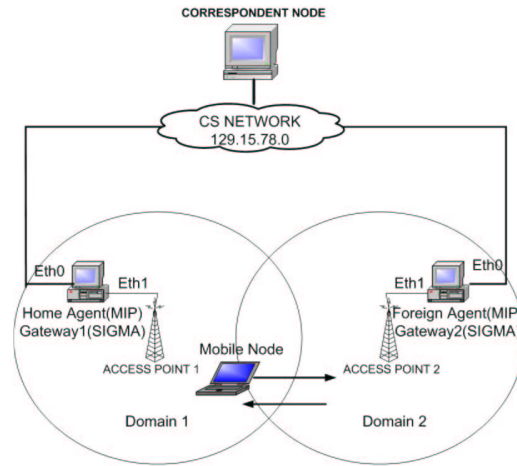 CORRESPONDENT NODE
CS NETWORK
129.15.78.0
Eth0
Eth1
Home Agent(MIP)
Gateway1(SIGMA)
ACCESS POINT 1
Eth0
Eth1
Foreign Agent(MIP
Gateway2(SIGMA)
ACCESS POINT 2
Mobile Node
Domain 1
Domain 2